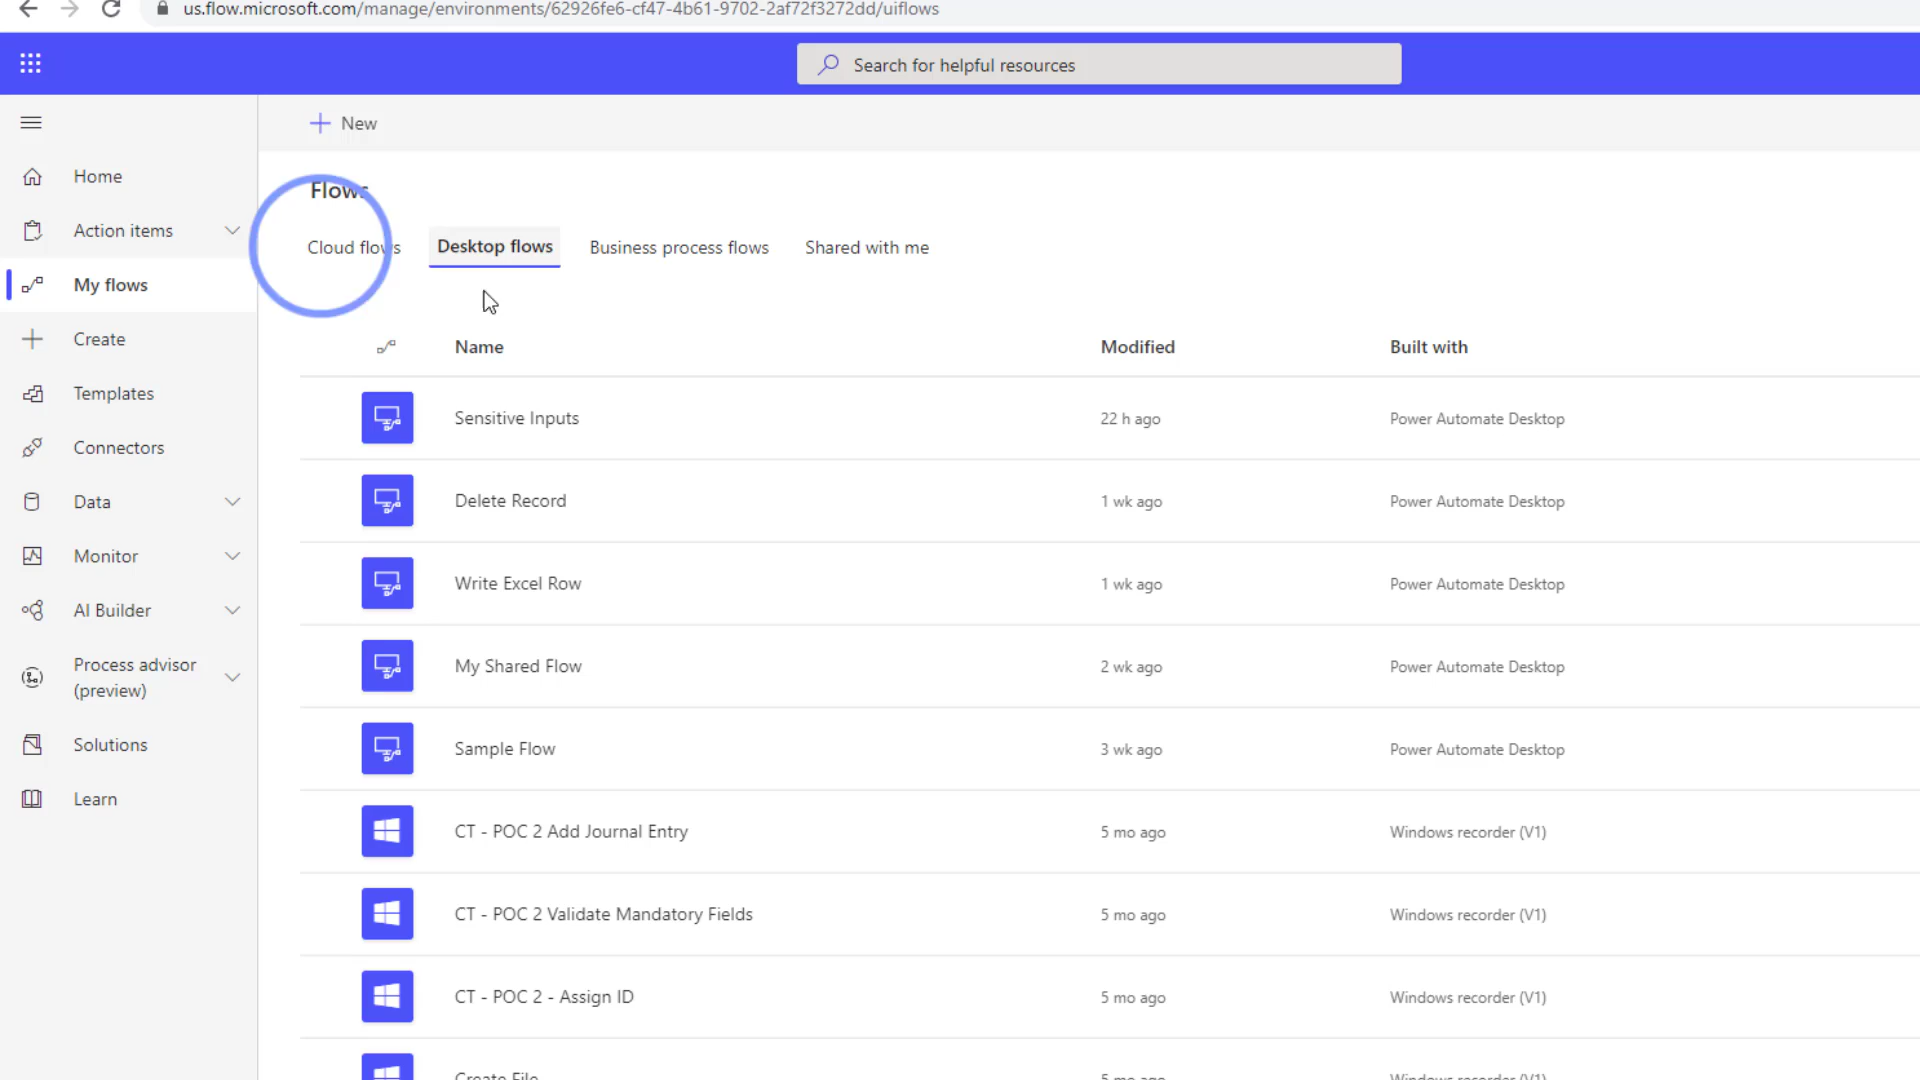 us.flow.microsoft.com/manage/environments/62926fe6-cf47-4b61-9702-2af72f3272dd/uiflows
Search for helpful resources
New
Home
Action items
My flows
Create
Templates
Connectors
Data
Monitor
AI Builder
Process advisor
(preview)
Solutions
Learn
Flows
Cloud flows Desktop flows Business process flows Shared with me
Name Modified Built with
Sensitive Inputs 22 h ago Power Automate Desktop
Delete Record 1 wk ago Power Automate Desktop
Write Excel Row 1 wk ago Power Automate Desktop
My Shared Flow 2 wk ago Power Automate Desktop
Sample Flow 3 wk ago Power Automate Desktop
CT - POC 2 Add Journal Entry 5 mo ago Windows recorder (V1)
CT - POC 2 Validate Mandatory Fields 5 mo ago Windows recorder (V1)
CT - POC 2 - Assign ID 5 mo ago Windows recorder (V1)
Create File 5 mo ago Windows recorder (V1)